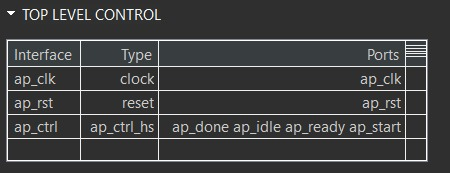 TOP LEVEL CONTROL
Interface Type Ports
ap_clk clock ap_clk
ap_rst reset ap_rst
ap_ctrl ap_ctrl_hs ap_done ap_idle ap_ready ap_start